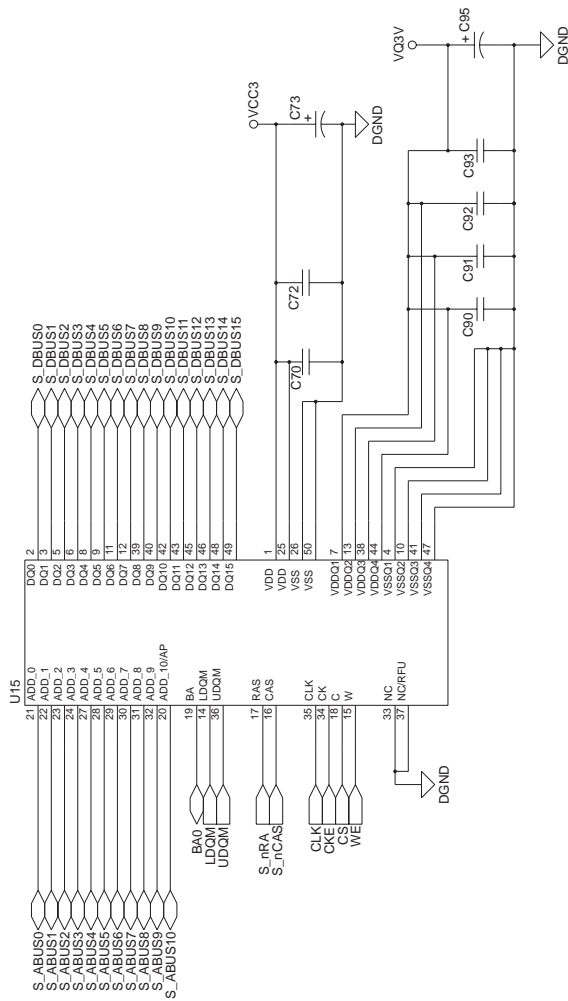 U15
S_ABUS0 21 ADD_0
S_ABUS1 22 ADD_1
S_ABUS2 23 ADD_2
S_ABUS3 24 ADD_3
S_ABUS4 27 ADD_4
S_ABUS5 28 ADD_5
S_ABUS6 29 ADD_6
S_ABUS7 30 ADD_7
S_ABUS8 31 ADD_8
S_ABUS9 32 ADD_9
S_ABUS10 20 ADD_10/AP
BA0 19 BA
LDQM 14 LDQM
UDQM 36 UDQM
S_nRA 17 RAS
S_nCAS 16 CAS
CLK 35 CLK
CKE 34 CK
CS 18 C
WE 15 W
33 NC
37 NC/RFU
DGND
DQ0 2 S_DBUS0
DQ1 3 S_DBUS1
DQ2 5 S_DBUS2
DQ3 6 S_DBUS3
DQ4 8 S_DBUS4
DQ5 9 S_DBUS5
DQ6 11 S_DBUS6
DQ7 12 S_DBUS7
DQ8 39 S_DBUS8
DQ9 40 S_DBUS9
DQ10 42 S_DBUS10
DQ11 43 S_DBUS11
DQ12 45 S_DBUS12
DQ13 46 S_DBUS13
DQ14 48 S_DBUS14
DQ15 49 S_DBUS15
VDD 1
VDD 25
VSS 26
VSS 50
VDDQ1 7
VDDQ2 13
VDDQ3 38
VDDQ4 44
VSSQ1 4
VSSQ2 10
VSSQ3 41
VSSQ4 47
C70
C72
C73
+
VCC3
DGND
C90
C91
C92
C93
C95
+
VQ3V
DGND